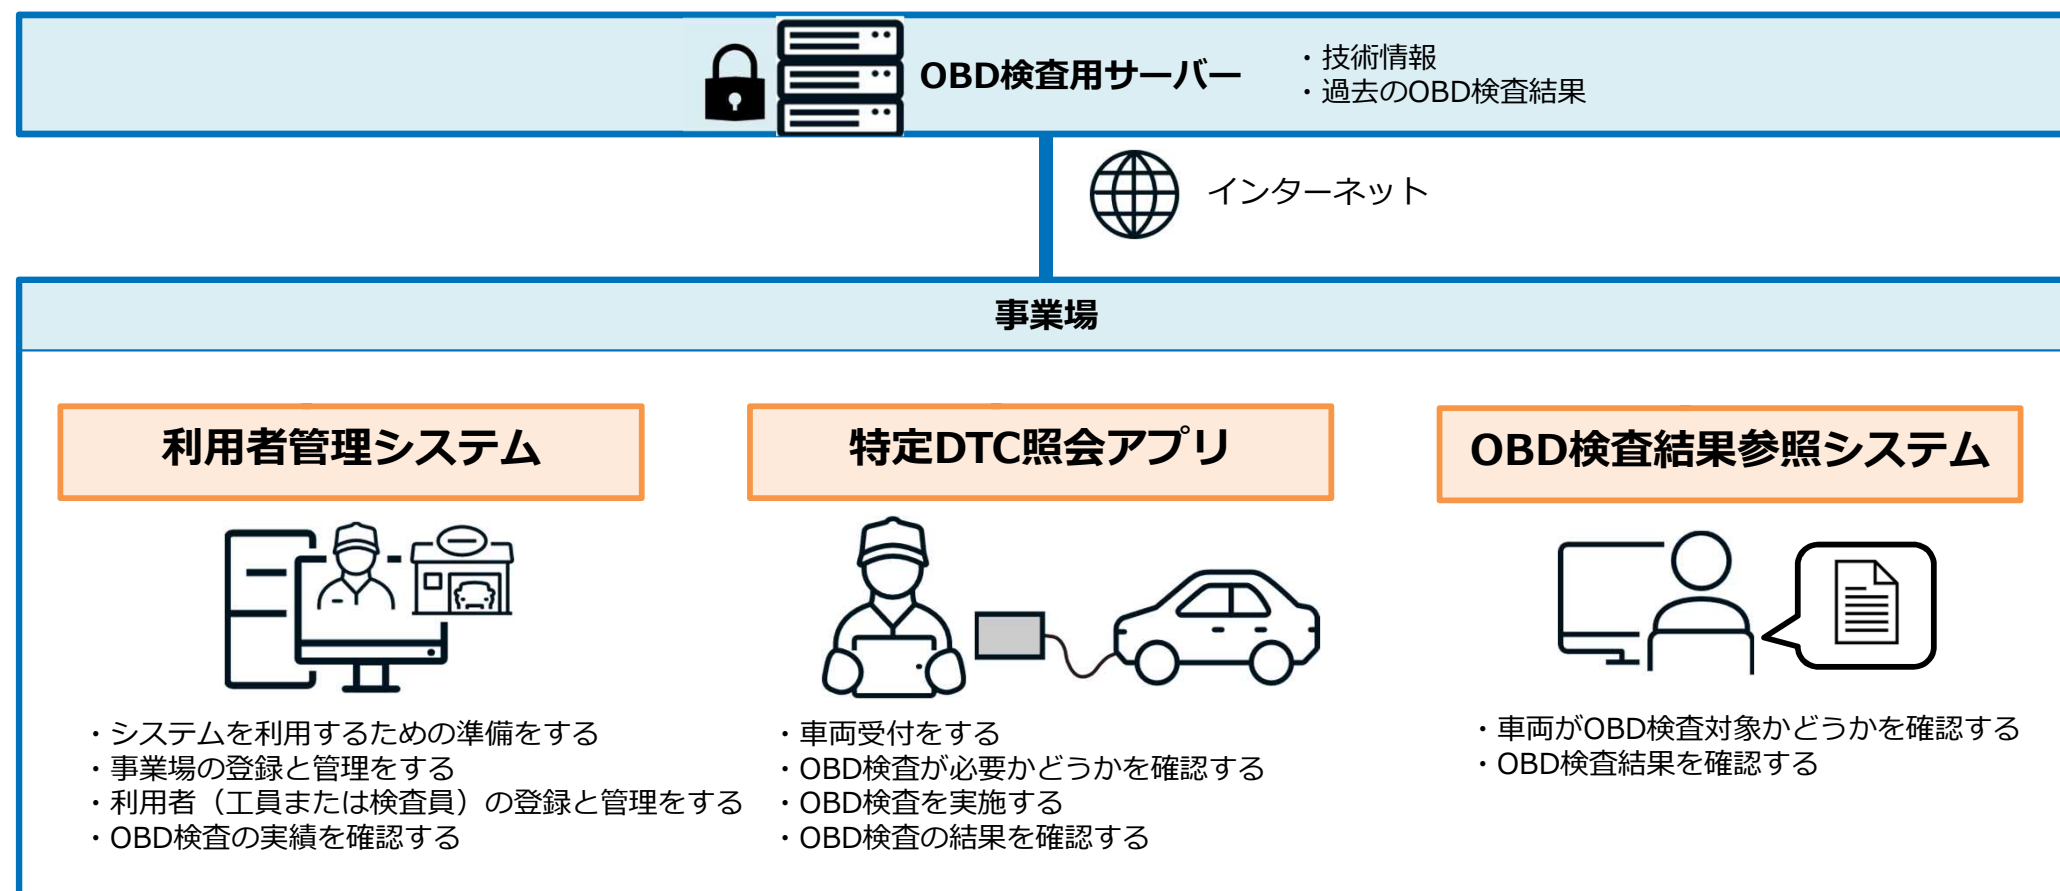 OBD検査用サーバー
・技術情報
・過去のOBD検査結果
インターネット
事業場
利用者管理システム
・システムを利用するための準備をする
・事業場の登録と管理をする
・利用者（工員または検査員）の登録と管理をする
・OBD検査の実績を確認する
特定DTC照会アプリ
・車両受付をする
・OBD検査が必要かどうかを確認する
・OBD検査を実施する
・OBD検査の結果を確認する
OBD検査結果参照システム
・車両がOBD検査対象かどうかを確認する
・OBD検査結果を確認する